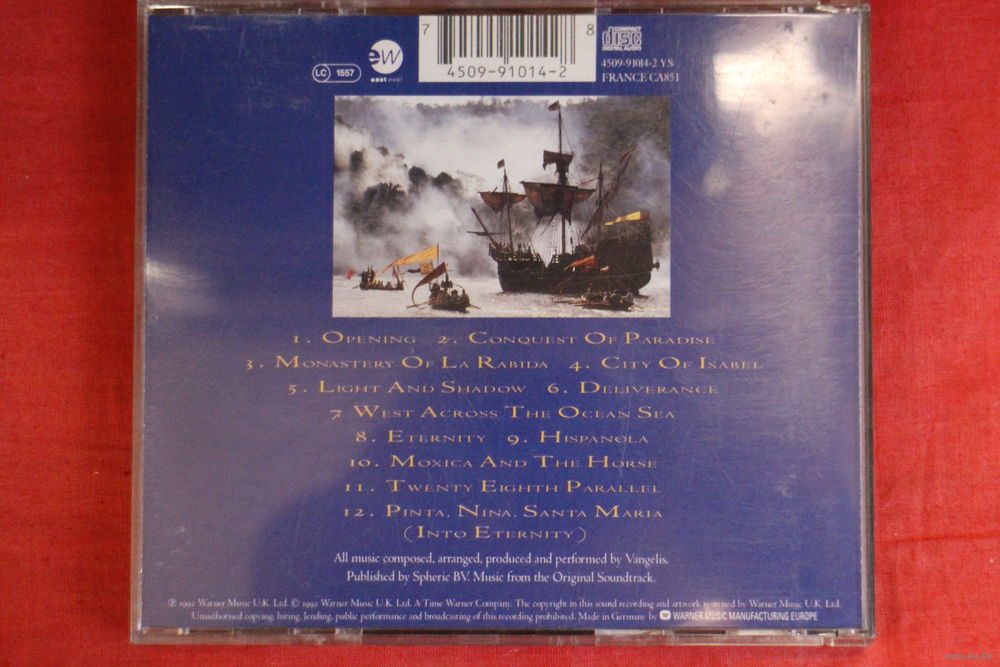 7 8
COMPACT
disc
DIGITAL AUDIO
ew
east west
LC 1557
4509-91014-2
4509-91014-2 YS
FRANCE CA851
1. OPENING 2. CONQUEST OF PARADISE
3. MONASTERY OF LA RABIDA 4. CITY OF ISABEL
5. LIGHT AND SHADOW 6. DELIVERANCE
7. WEST ACROSS THE OCEAN SEA
8. ETERNITY 9. HISPANOLA
10. MOXICA AND THE HORSE
11. TWENTY EIGHTH PARALLEL
12. PINTA, NINA, SANTA MARIA
(INTO ETERNITY)
All music composed, arranged, produced and performed by Vangelis.
Published by Spheric BV. Music from the Original Soundtrack.
℗ 1992 Warner Music U.K. Ltd. © 1992 Warner Music U.K. Ltd. A Time Warner Company. The copyright in this sound recording and artwork is owned by Warner Music U.K. Ltd.
Unauthorised copying, hiring, lending, public performance and broadcasting of this recording prohibited. Made in Germany by WARNER MUSIC MANUFACTURING EUROPE